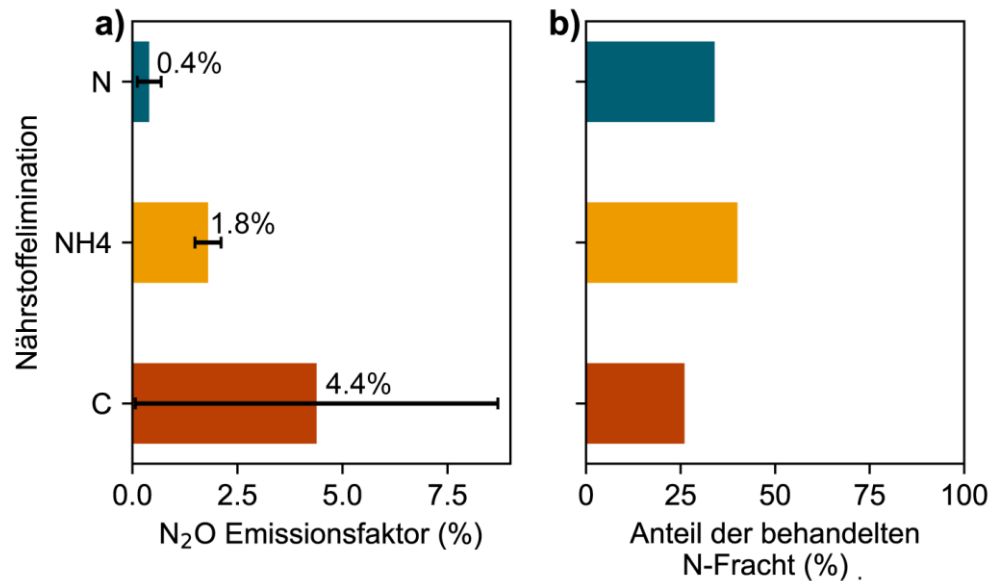 a)
Nährstoffelimination
N
NH4
C
0.4%
1.8%
4.4%
0.0 2.5 5.0 7.5
N₂O Emissionsfaktor (%)
b)
0 25 50 75 100
Anteil der behandelten
N-Fracht (%) .